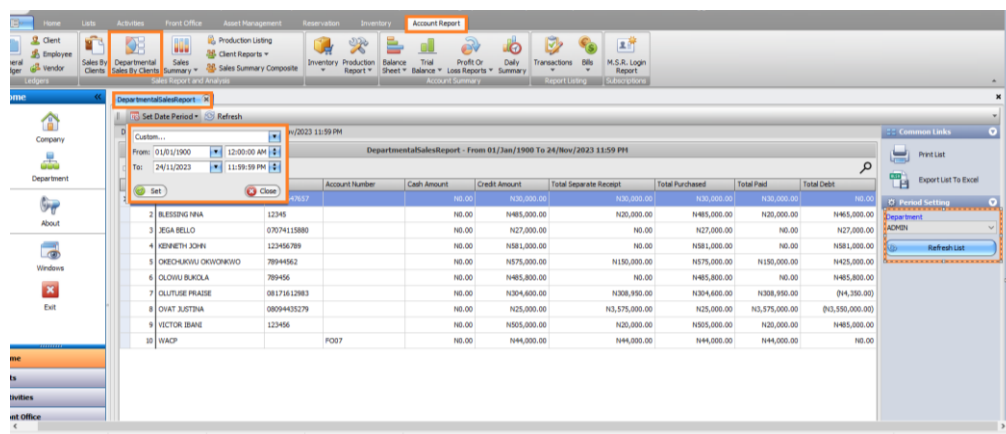 Home Lists Activities Front Office Asset Management Reservation Production Inventory Account Report
Client Employee Vendor
Sales By Clients
Departmental Sales By Clients
Sales Summary
Production Listing
Client Reports
Sales Summary Composite
Inventory
Production Report
Balance Sheet
Trial Balance
Profit Or Loss Reports
Daily Summary
Transactions
Bills
M.S.R. Login Report
Ledgers Sales Report and Analysis Account Summary Report Listing Subscriptions
DepartmentalSalesReport
Set Date Period Refresh
Custom...
From: 01/01/1900 12:00:00 AM
To: 24/11/2023 11:59:59 PM
Set Close
/2023 11:59 PM
DepartmentalSalesReport - From 01/Jan/1900 To 24/Nov/2023 11:59 PM
Account Number Cash Amount Credit Amount Total Separate Receipt Total Purchased Total Paid Total Debt
47637 N0.00 N30,000.00 N30,000.00 N30,000.00 N30,000.00 N0.00
2 BLESSING NNA 12345 N0.00 N485,000.00 N20,000.00 N485,000.00 N20,000.00 N465,000.00
3 JEGA BELLO 07074115880 N0.00 N27,000.00 N0.00 N27,000.00 N0.00 N27,000.00
4 KENNETH JOHN 123456789 N0.00 N581,000.00 N0.00 N581,000.00 N0.00 N581,000.00
5 OKECHUKWU OKWONKWO 78944562 N0.00 N575,000.00 N150,000.00 N575,000.00 N150,000.00 N425,000.00
6 OLOWU BUKOLA 789456 N0.00 N485,800.00 N0.00 N485,800.00 N0.00 N485,800.00
7 OLUTUSE PRAISE 08171612983 N0.00 N304,600.00 N308,950.00 N304,600.00 N308,950.00 (N4,350.00)
8 OVAT JUSTINA 08094435279 N0.00 N25,000.00 N3,575,000.00 N25,000.00 N3,575,000.00 (N3,550,000.00)
9 VICTOR IBANI 123456 N0.00 N505,000.00 N20,000.00 N505,000.00 N20,000.00 N485,000.00
10 WACP FO07 N0.00 N44,000.00 N44,000.00 N44,000.00 N44,000.00 N0.00
Company
Department
About
Windows
Exit
Common Links
Print List
Export List To Excel
Period Setting
Department
ADMIN
Refresh List